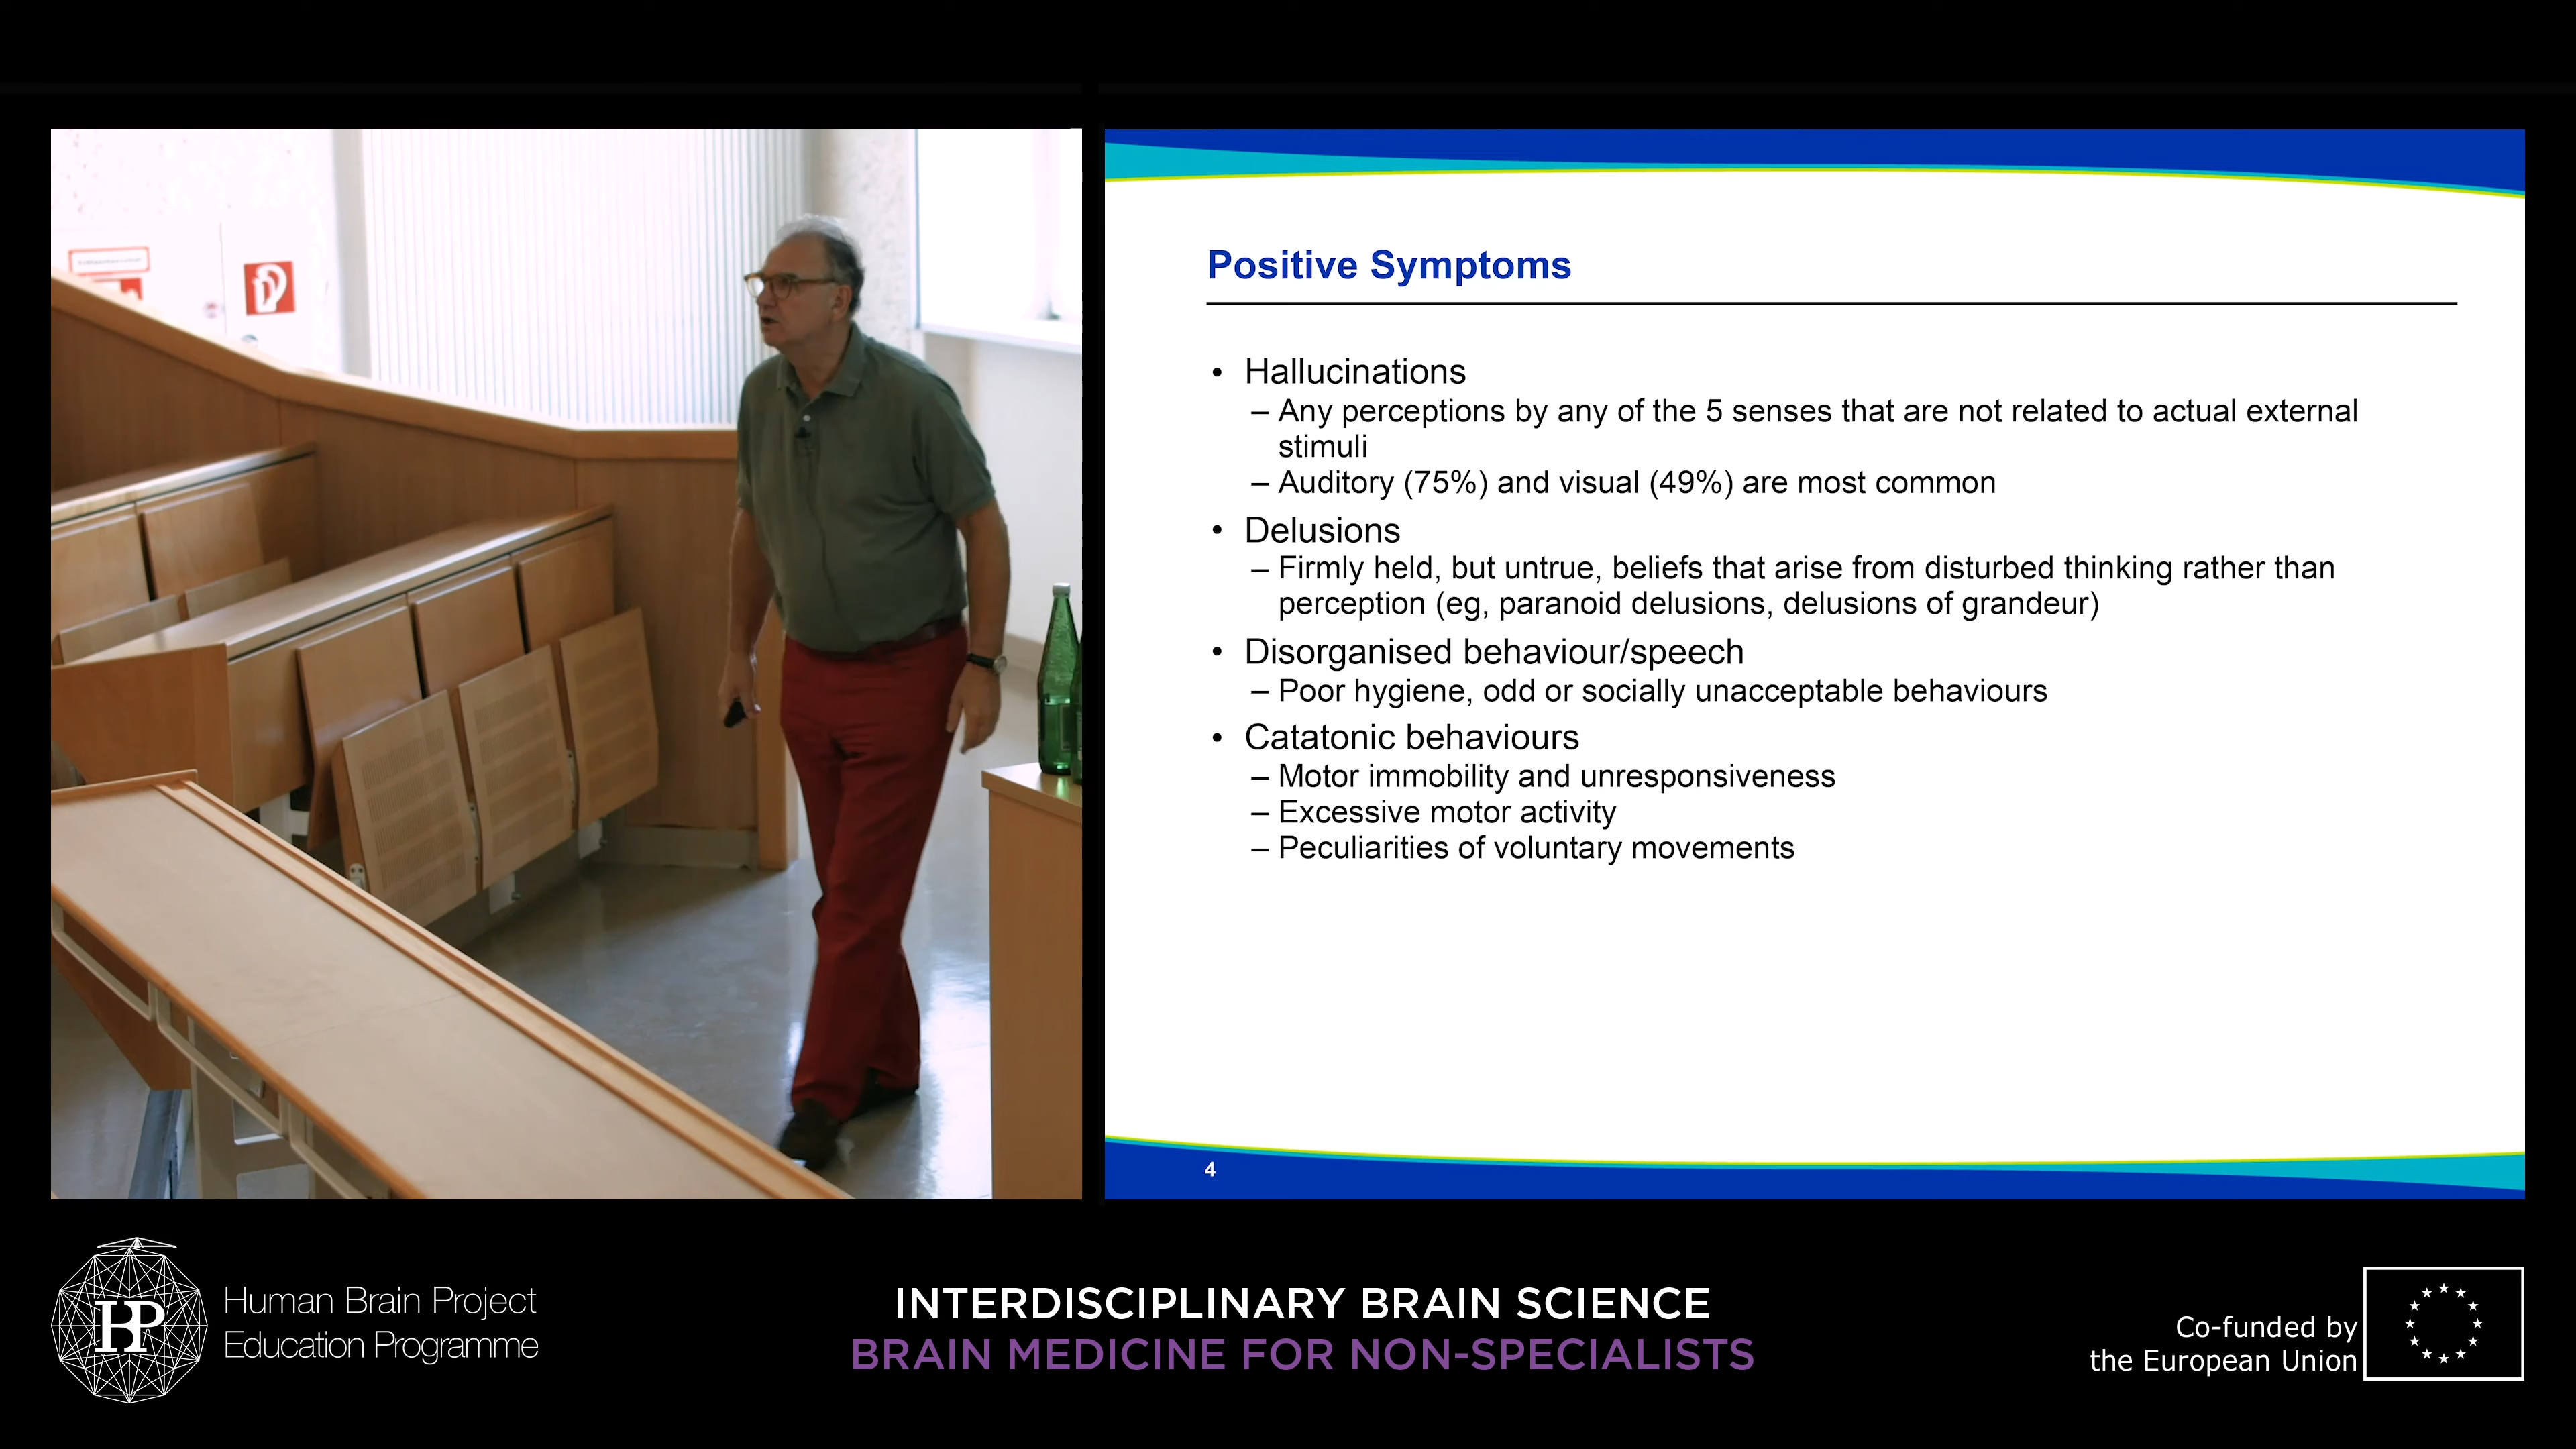 Positive Symptoms
• Hallucinations
– Any perceptions by any of the 5 senses that are not related to actual external
stimuli
– Auditory (75%) and visual (49%) are most common
• Delusions
– Firmly held, but untrue, beliefs that arise from disturbed thinking rather than
perception (eg, paranoid delusions, delusions of grandeur)
• Disorganised behaviour/speech
– Poor hygiene, odd or socially unacceptable behaviours
• Catatonic behaviours
– Motor immobility and unresponsiveness
– Excessive motor activity
– Peculiarities of voluntary movements
4
HBP
Human Brain Project
Education Programme
INTERDISCIPLINARY BRAIN SCIENCE
BRAIN MEDICINE FOR NON-SPECIALISTS
Co-funded by
the European Union